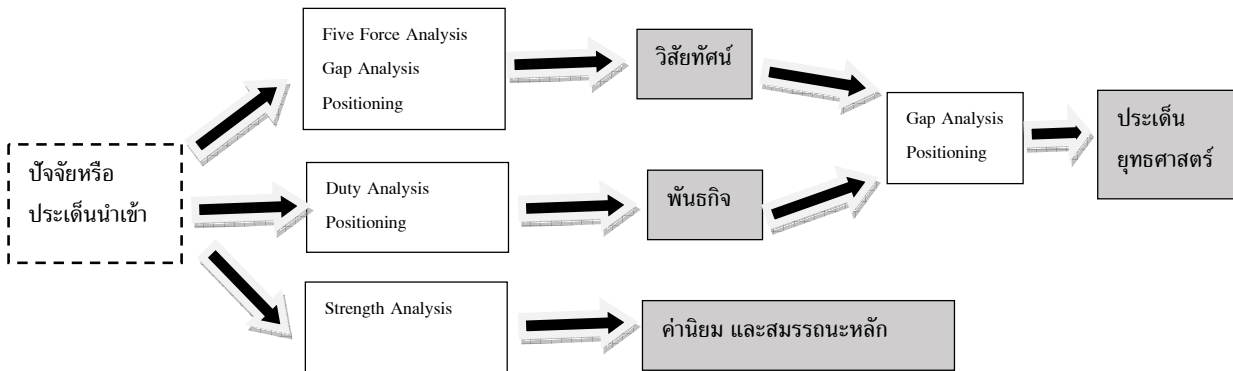 Five Force Analysis
Gap Analysis
Positioning
วิสัยทัศน์
Gap Analysis
Positioning
ประเด็น
ยุทธศาสตร์
ปัจจัยหรือ
ประเด็นนำเข้า
Duty Analysis
Positioning
พันธกิจ
Strength Analysis
ค่านิยม และสมรรถนะหลัก